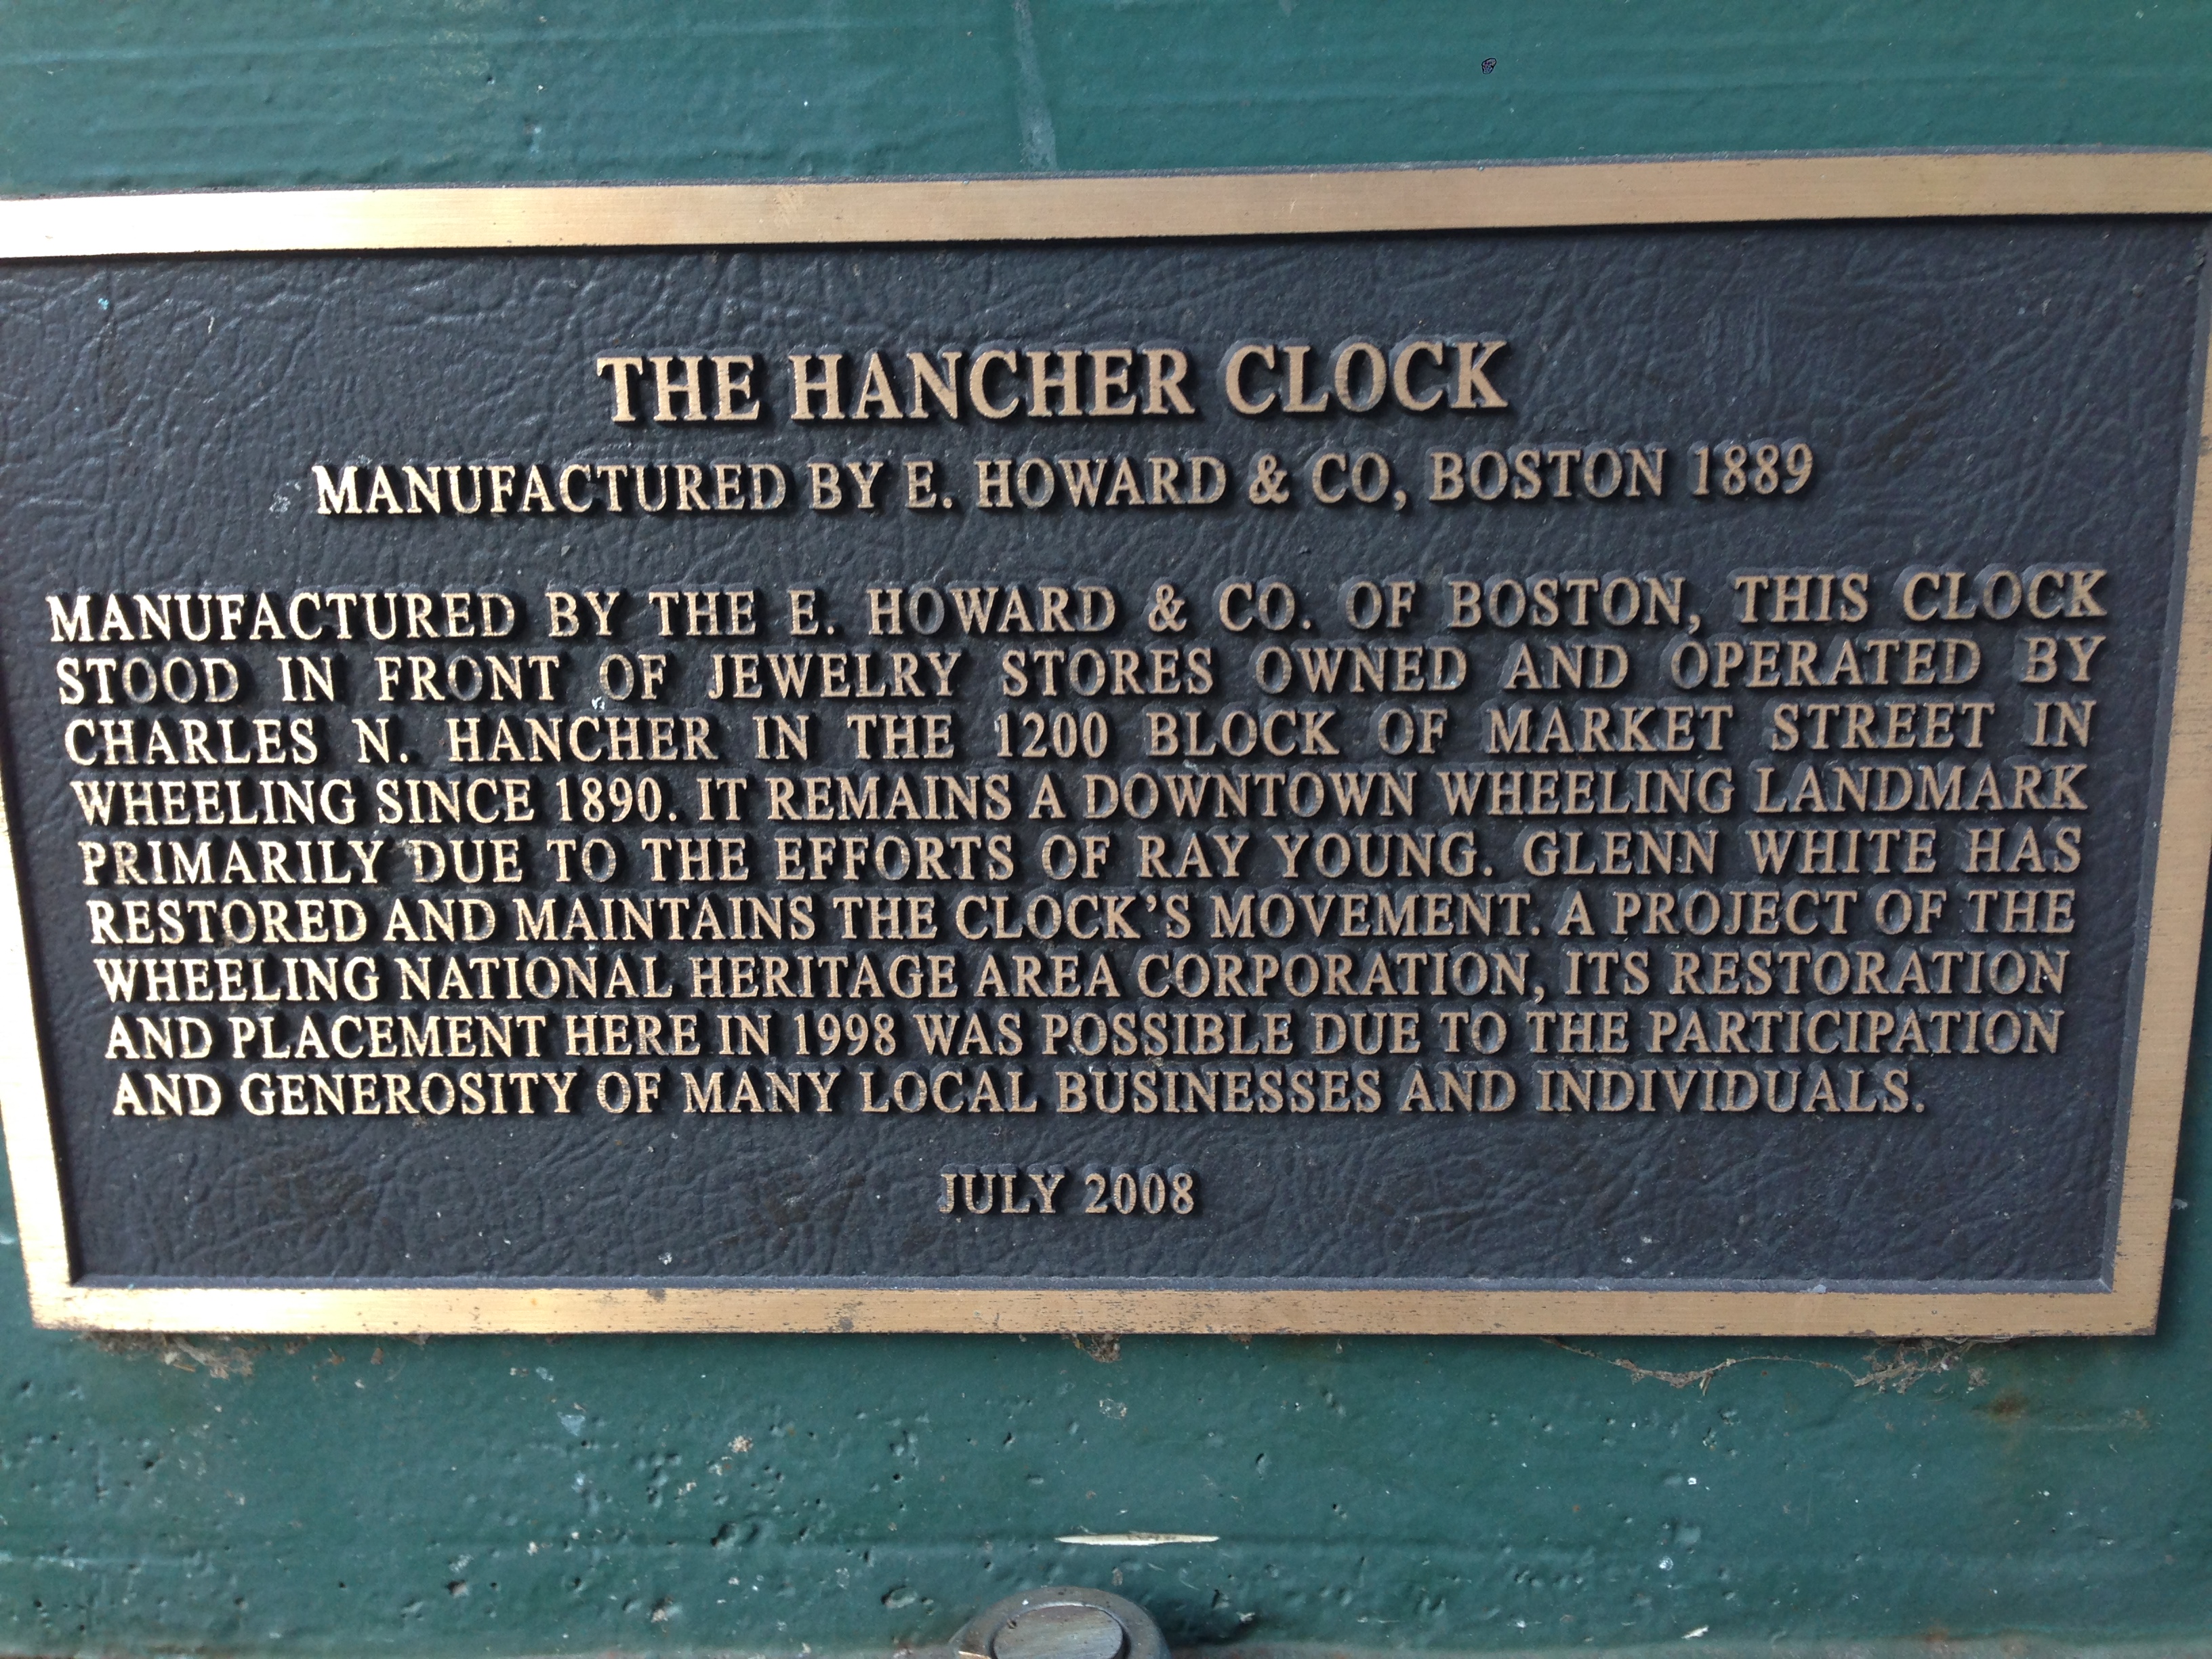 THE HANCHER CLOCK
MANUFACTURED BY E. HOWARD & CO, BOSTON 1889
MANUFACTURED BY THE E. HOWARD & CO. OF BOSTON, THIS CLOCK
STOOD IN FRONT OF JEWELRY STORES OWNED AND OPERATED BY
CHARLES N. HANCHER IN THE 1200 BLOCK OF MARKET STREET IN
WHEELING SINCE 1890. IT REMAINS A DOWNTOWN WHEELING LANDMARK
PRIMARILY DUE TO THE EFFORTS OF RAY YOUNG. GLENN WHITE HAS
RESTORED AND MAINTAINS THE CLOCK'S MOVEMENT. A PROJECT OF THE
WHEELING NATIONAL HERITAGE AREA CORPORATION, ITS RESTORATION
AND PLACEMENT HERE IN 1998 WAS POSSIBLE DUE TO THE PARTICIPATION
AND GENEROSITY OF MANY LOCAL BUSINESSES AND INDIVIDUALS.
JULY 2008